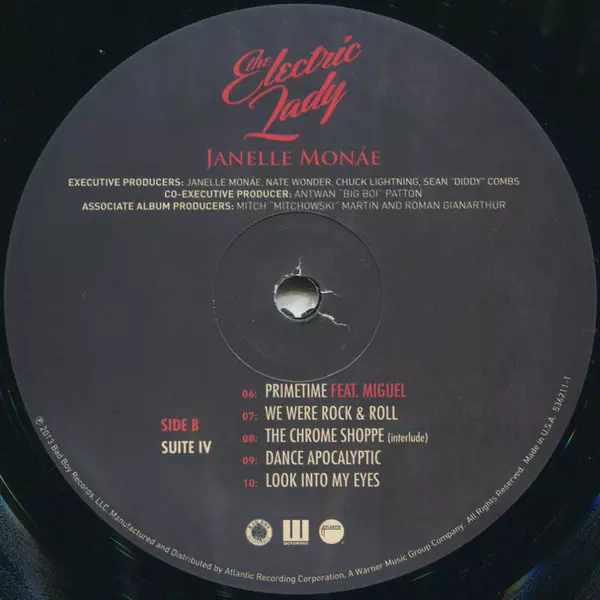 the Electric
Lady
JANELLE MONÁE
EXECUTIVE PRODUCERS: JANELLE MONÁE, NATE WONDER, CHUCK LIGHTNING, SEAN "DIDDY" COMBS
CO-EXECUTIVE PRODUCER: ANTWAN "BIG BOI" PATTON
ASSOCIATE ALBUM PRODUCERS: MITCH "MITCHOWSKI" MARTIN AND ROMAN GIANARTHUR
SIDE B
SUITE IV
06: PRIMETIME FEAT. MIGUEL
07: WE WERE ROCK & ROLL
08: THE CHROME SHOPPE (interlude)
09: DANCE APOCALYPTIC
10: LOOK INTO MY EYES
ATLANTIC
℗ 2013 Bad Boy Records, LLC. Manufactured and Distributed by Atlantic Recording Corporation, A Warner Music Group Company. All Rights Reserved. Made in U.S.A. 536211-1